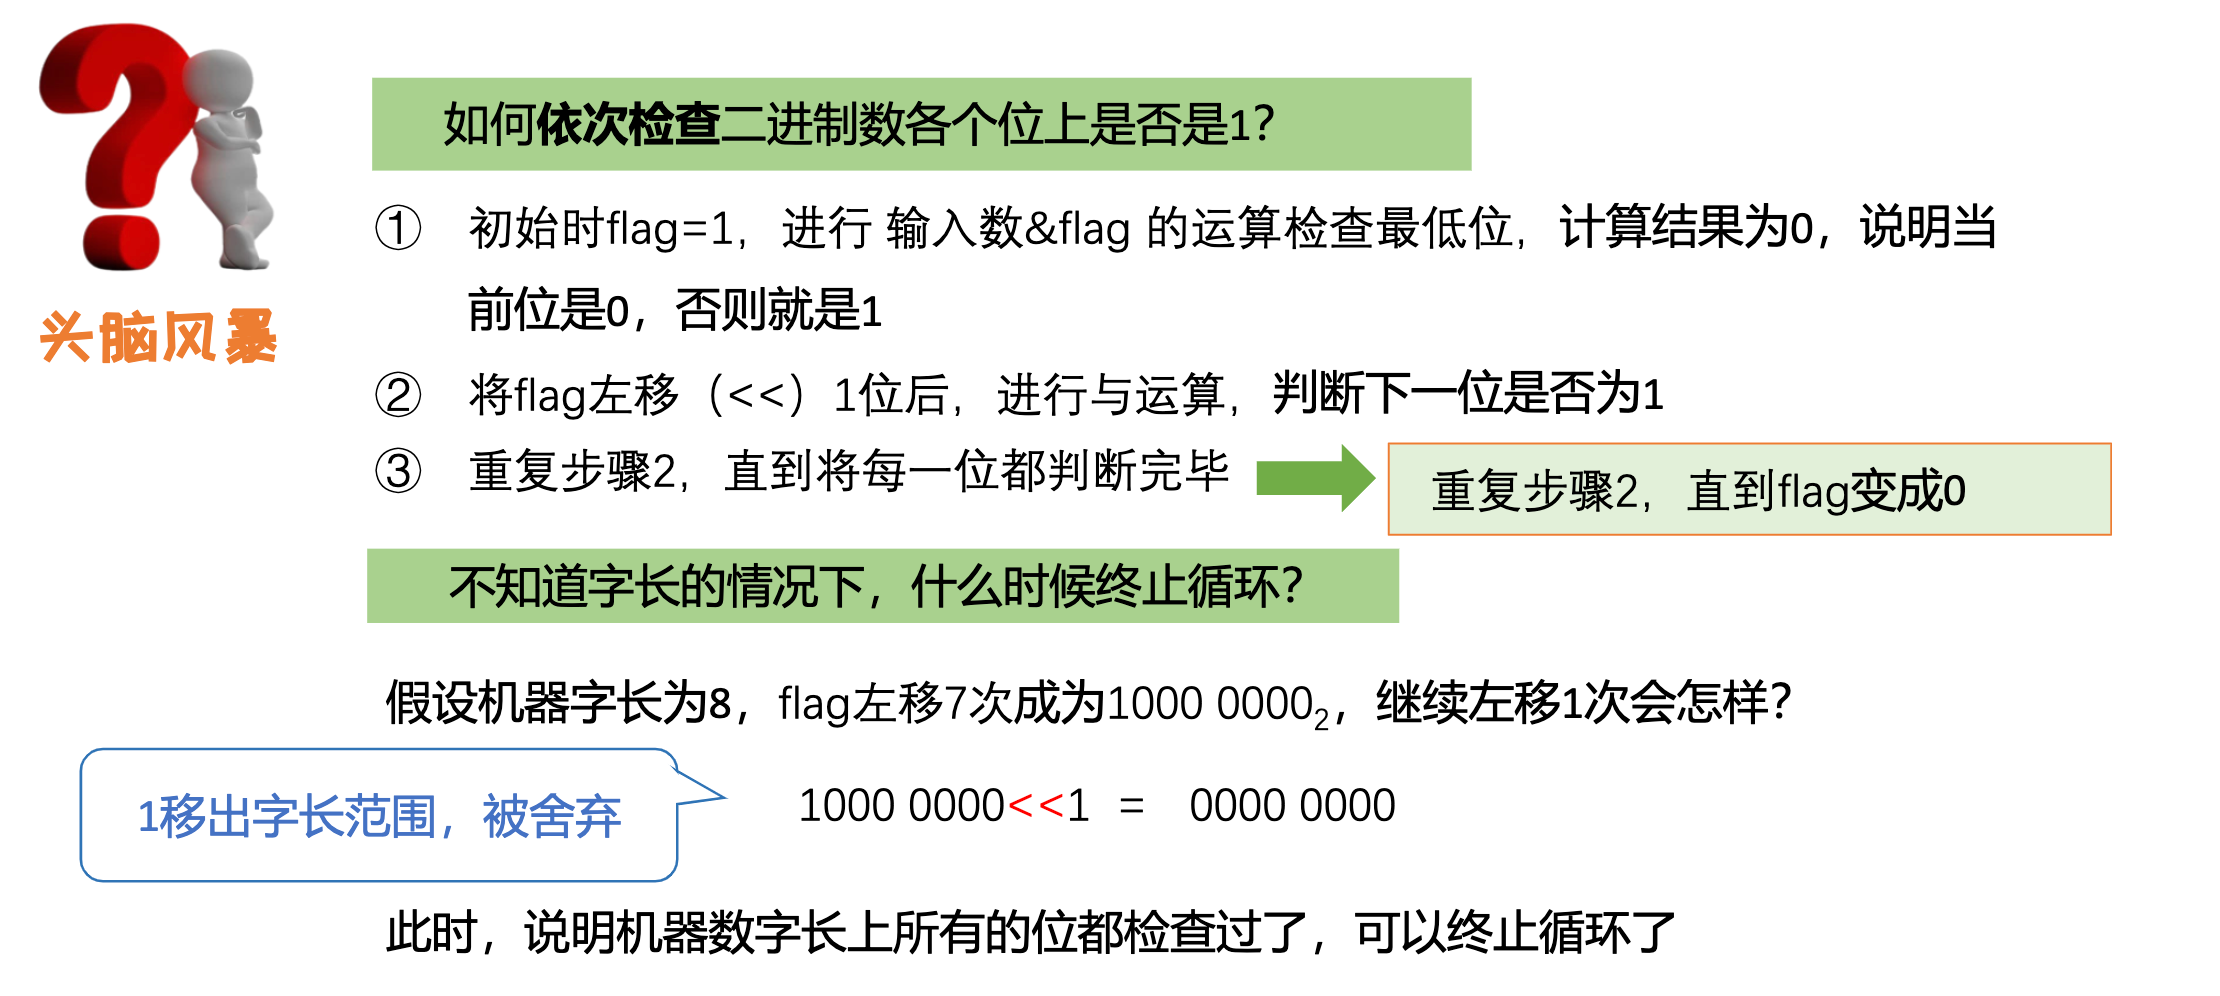 如何依次检查二进制数各个位上是否是1？
① 初始时flag=1，进行 输入数&flag 的运算检查最低位，计算结果为0，说明当
前位是0，否则就是1
头脑风暴
② 将flag左移（<<）1位后，进行与运算，判断下一位是否为1
③ 重复步骤2，直到将每一位都判断完毕
重复步骤2，直到flag变成0
不知道字长的情况下，什么时候终止循环？
假设机器字长为8，flag左移7次成为1000 0000₂，继续左移1次会怎样？
1移出字长范围，被舍弃
1000 0000<<1 = 0000 0000
此时，说明机器数字长上所有的位都检查过了，可以终止循环了